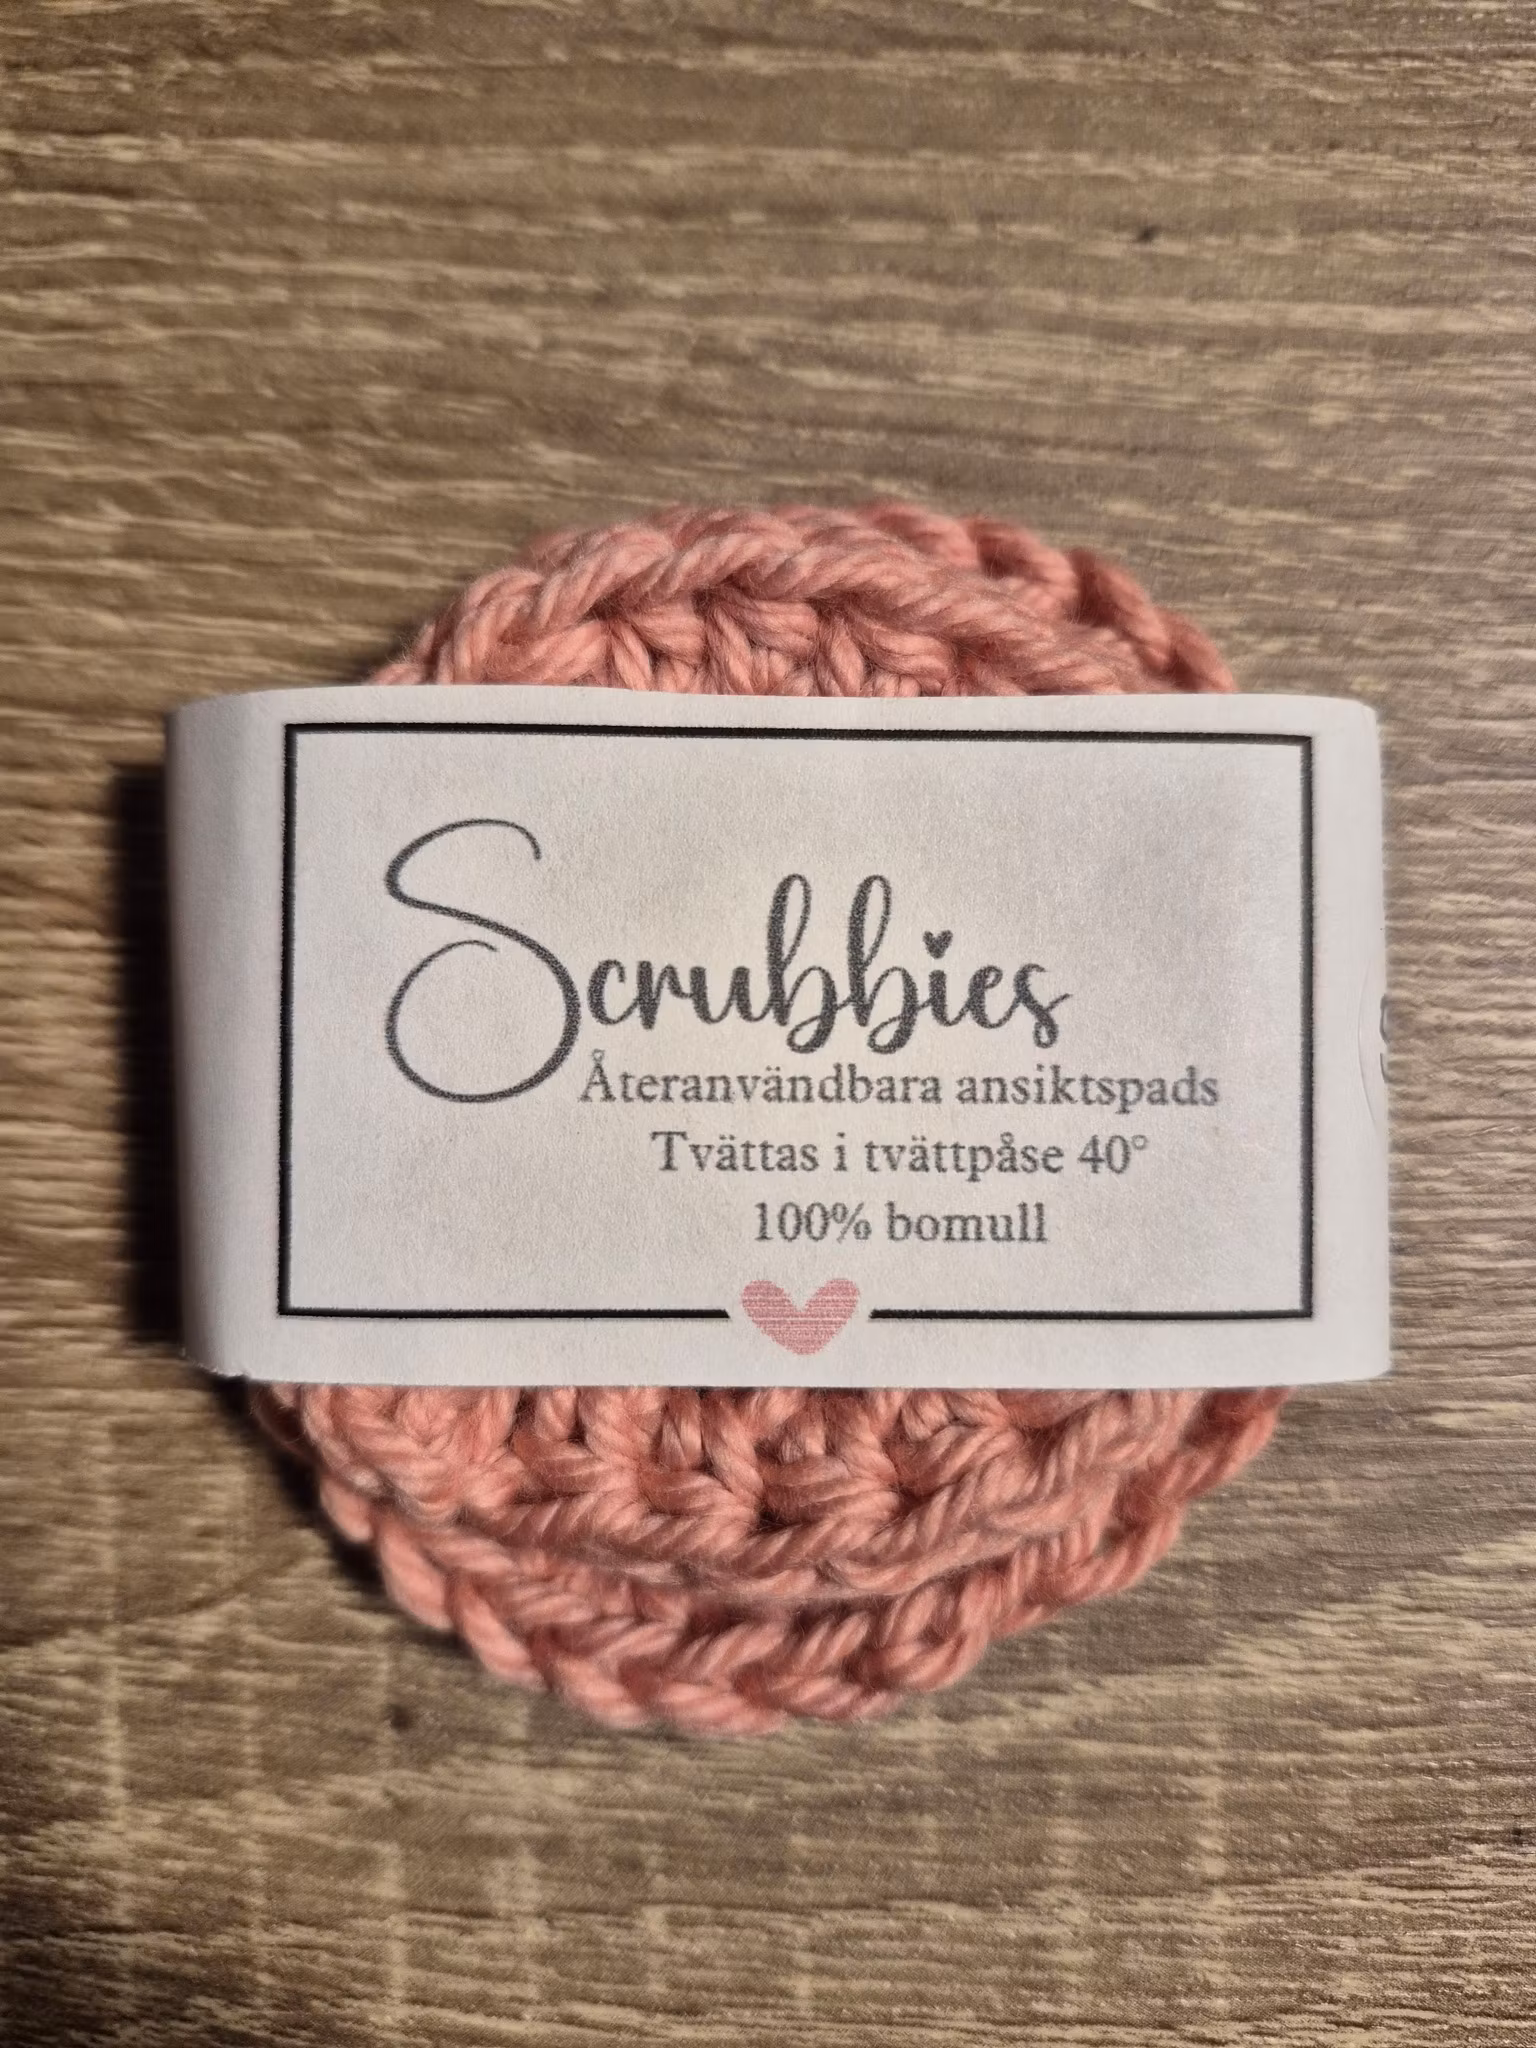 Scrubbies
Återanvändbara ansiktspads
Tvättas i tvättpåse 40°
100% bomull